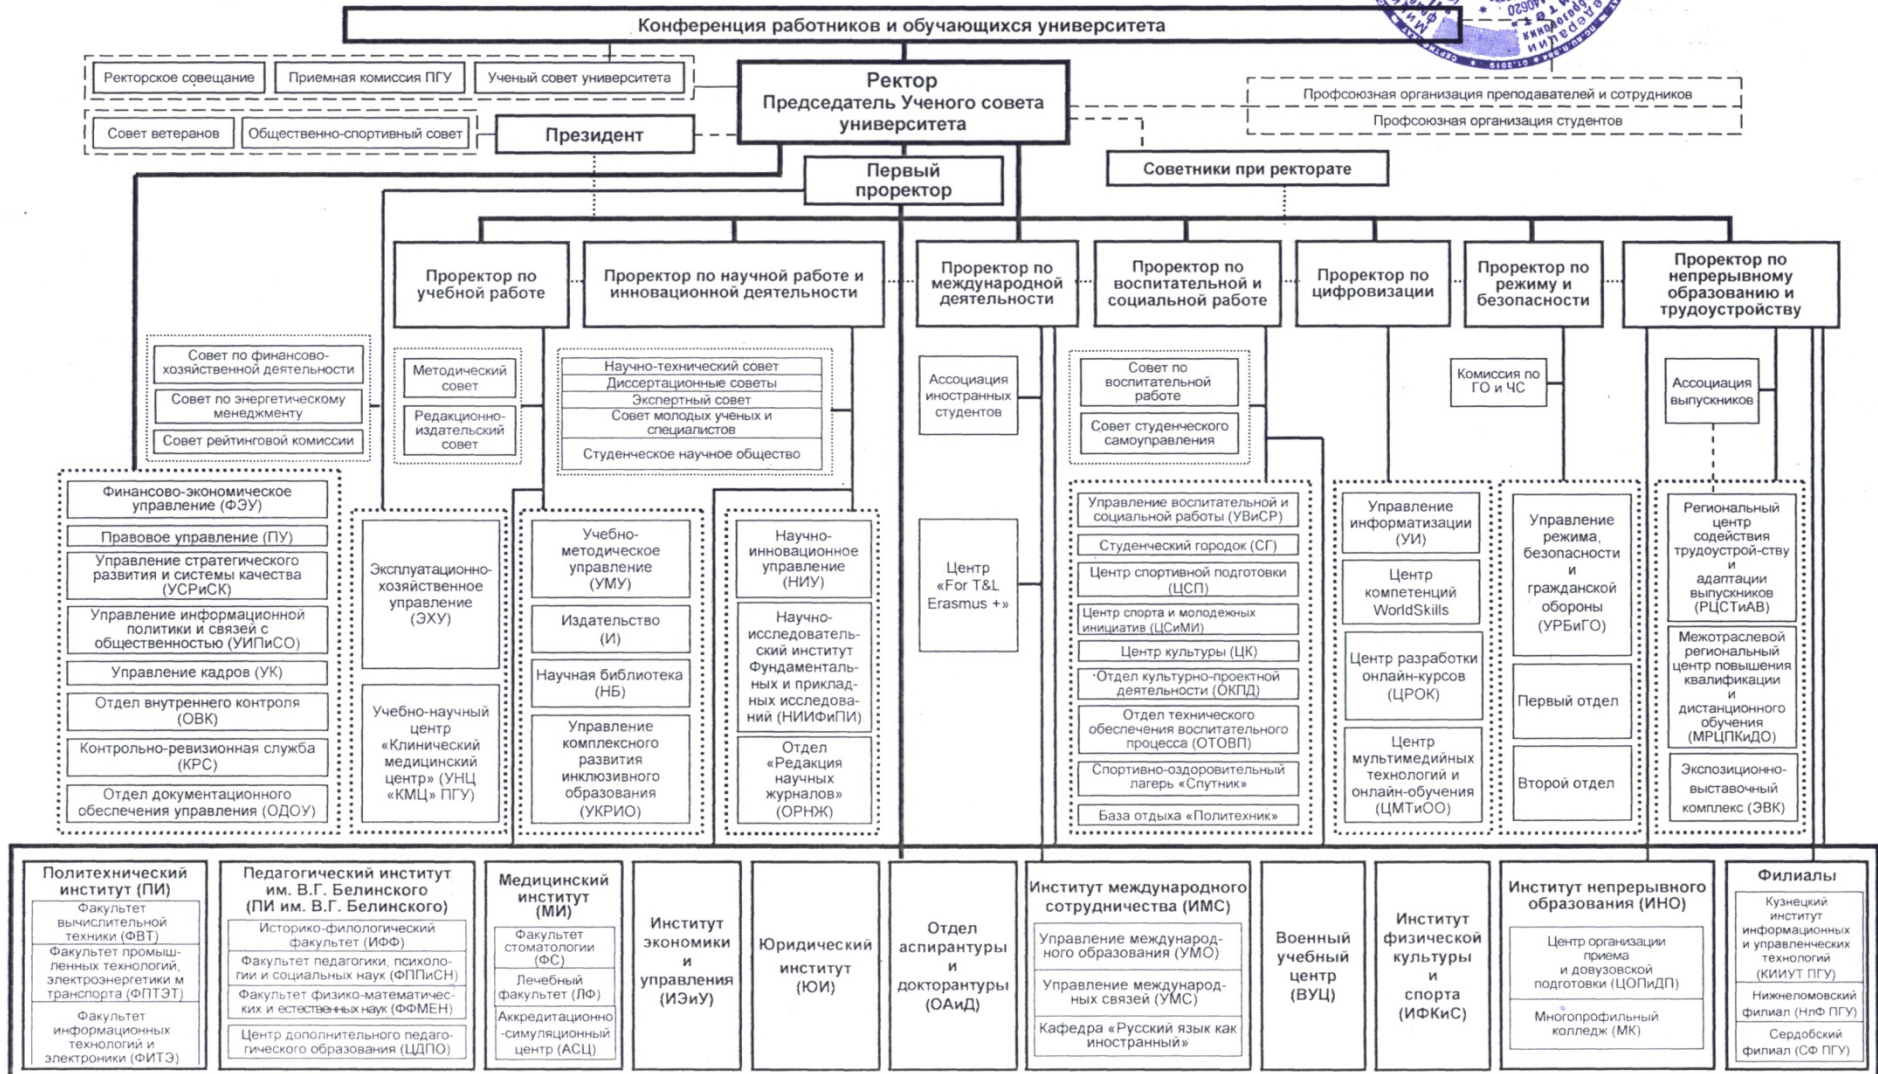 Конференция работников и обучающихся университета
Ректорское совещание
Приемная комиссия ПГУ
Ученый совет университета
Ректор
Председатель Ученого совета
университета
Профсоюзная организация преподавателей и сотрудников
Профсоюзная организация студентов
Совет ветеранов
Общественно-спортивный совет
Президент
Первый
проректор
Советники при ректорате
Проректор по
учебной работе
Проректор по научной работе и
инновационной деятельности
Проректор по
международной
деятельности
Проректор по
воспитательной и
социальной работе
Проректор по
цифровизации
Проректор по
режиму и
безопасности
Проректор по
непрерывному
образованию и
трудоустройству
Совет по финансово-
хозяйственной деятельности
Совет по энергетическому
менеджменту
Совет рейтинговой комиссии
Методический
совет
Редакционно-
издательский
совет
Научно-технический совет
Диссертационные советы
Экспертный совет
Совет молодых ученых и
специалистов
Студенческое научное общество
Ассоциация
иностранных
студентов
Совет по
воспитательной
работе
Совет студенческого
самоуправления
Комиссия по
ГО и ЧС
Ассоциация
выпускников
Финансово-экономическое
управление (ФЭУ)
Правовое управление (ПУ)
Управление стратегического
развития и системы качества
(УСРиСК)
Управление информационной
политики и связей с
общественностью (УИПиСО)
Управление кадров (УК)
Отдел внутреннего контроля
(ОВК)
Контрольно-ревизионная служба
(КРС)
Отдел документационного
обеспечения управления (ОДОУ)
Эксплуатационно-
хозяйственное
управление
(ЭХУ)
Учебно-научный
центр
«Клинический
медицинский
центр» (УНЦ
«КМЦ» ПГУ)
Учебно-
методическое
управление
(УМУ)
Издательство
(И)
Научная библиотека
(НБ)
Управление
комплексного
развития
инклюзивного
образования
(УКРИО)
Научно-
инновационное
управление
(НИУ)
Научно-
исследователь-
ский институт
Фундаменталь-
ных и приклад-
ных исследова-
ний (НИИФиПИ)
Отдел
«Редакция
научных
журналов»
(ОРНЖ)
Центр
«For T&L
Erasmus +»
Управление воспитательной и
социальной работы (УВиСР)
Студенческий городок (СГ)
Центр спортивной подготовки
(ЦСП)
Центр спорта и молодежных
инициатив (ЦСиМИ)
Центр культуры (ЦК)
Отдел культурно-проектной
деятельности (ОКПД)
Отдел технического
обеспечения воспитательного
процесса (ОТОВП)
Спортивно-оздоровительный
лагерь «Спутник»
База отдыха «Политехник»
Управление
информатизации
(УИ)
Центр
компетенций
WorldSkills
Центр разработки
онлайн-курсов
(ЦРОК)
Центр
мультимедийных
технологий и
онлайн-обучения
(ЦМТиОО)
Управление
режима,
безопасности
и
гражданской
обороны
(УРБиГО)
Первый отдел
Второй отдел
Региональный
центр
содействия
трудоустрой-ству
и
адаптации
выпускников
(РЦСТиАВ)
Межотраслевой
региональный
центр повышения
квалификации
и
дистанционного
обучения
(МРЦПКиДО)
Экспозиционно-
выставочный
комплекс (ЭВК)
Политехнический
институт (ПИ)
Факультет
вычислительной
техники (ФВТ)
Факультет промыш-
ленных технологий,
электроэнергетики м
транспорта (ФПТЭТ)
Факультет
информационных
технологий и
электроники (ФИТЭ)
Педагогический институт
им. В.Г. Белинского
(ПИ им. В.Г. Белинского)
Историко-филологический
факультет (ИФФ)
Факультет педагогики, психоло-
гии и социальных наук (ФППиСН)
Факультет физико-математичес-
ких и естественных наук (ФФМЕН)
Центр дополнительного педаго-
гического образования (ЦДПО)
Медицинский
институт
(МИ)
Факультет
стоматологии
(ФС)
Лечебный
факультет (ЛФ)
Аккредитационно
-симуляционный
центр (АСЦ)
Институт
экономики
и
управления
(ИЭиУ)
Юридический
институт
(ЮИ)
Отдел
аспирантуры
и
докторантуры
(ОАиД)
Институт международного
сотрудничества (ИМС)
Управление международ-
ного образования (УМО)
Управление международ-
ных связей (УМС)
Кафедра «Русский язык как
иностранный»
Военный
учебный
центр
(ВУЦ)
Институт
физической
культуры
и
спорта
(ИФКиС)
Институт непрерывного
образования (ИНО)
Центр организации
приема
и довузовской
подготовки (ЦОПиДП)
Многопрофильный
колледж (МК)
Филиалы
Кузнецкий
институт
информационных
и управленческих
технологий
(КИИУТ ПГУ)
Нижнеломовский
филиал (НлФ ПГУ)
Сердобский
филиал (СФ ПГУ)